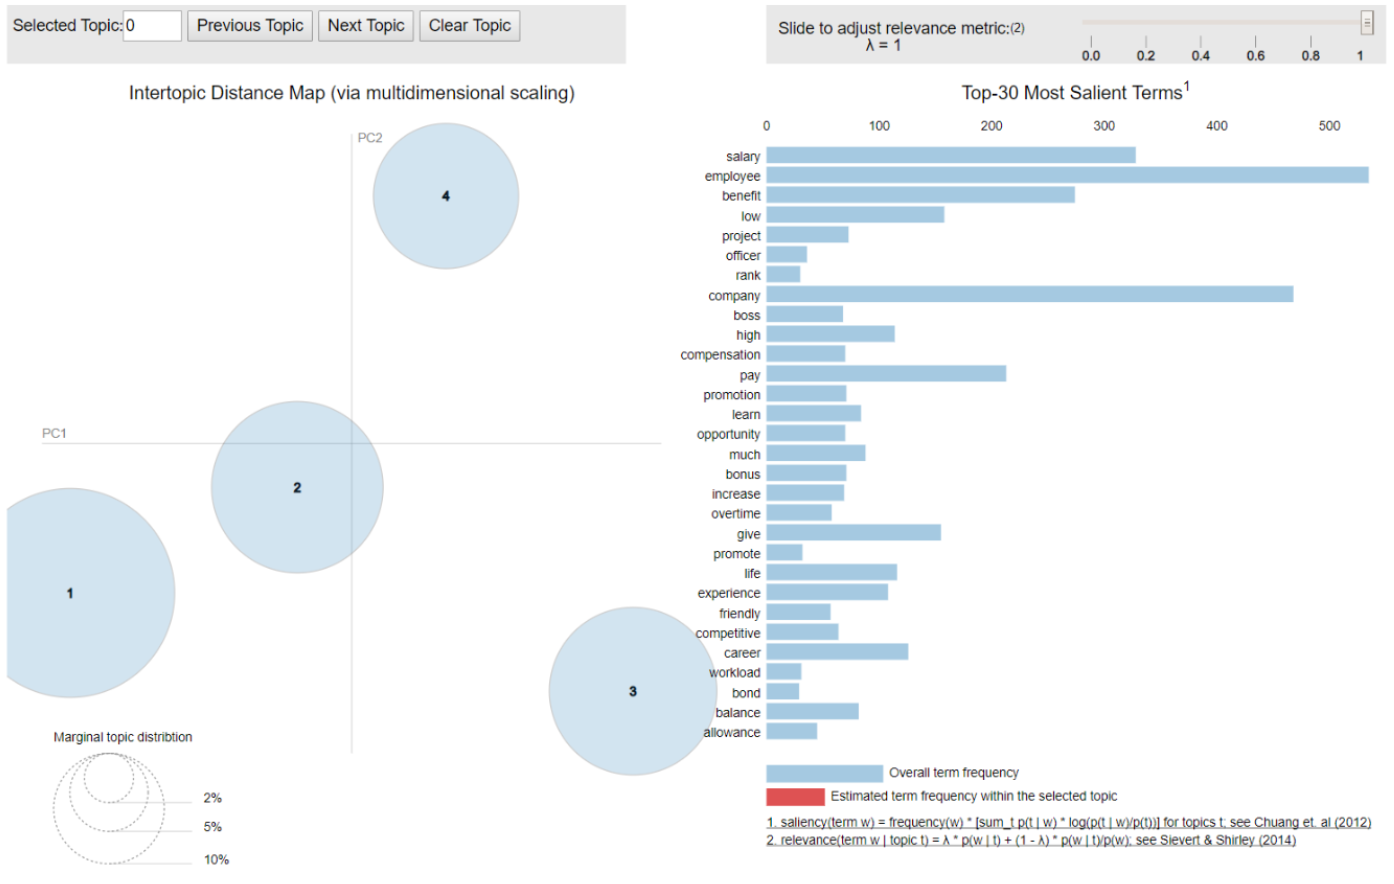 Selected Topic: 0 Previous Topic Next Topic Clear Topic
Slide to adjust relevance metric:(2)
λ = 1
0.0 0.2 0.4 0.6 0.8 1
Intertopic Distance Map (via multidimensional scaling)
PC2
PC1
4
2
1
3
Marginal topic distribtion
2%
5%
10%
Top-30 Most Salient Terms1
0 100 200 300 400 500
salary
employee
benefit
low
project
officer
rank
company
boss
high
compensation
pay
promotion
learn
opportunity
much
bonus
increase
overtime
give
promote
life
experience
friendly
competitive
career
workload
bond
balance
allowance
Overall term frequency
Estimated term frequency within the selected topic
1. saliency(term w) = frequency(w) * [sum_t p(t | w) * log(p(t | w)/p(t))] for topics t; see Chuang et. al (2012)
2. relevance(term w | topic t) = λ * p(w | t) + (1 - λ) * p(w | t)/p(w); see Sievert & Shirley (2014)